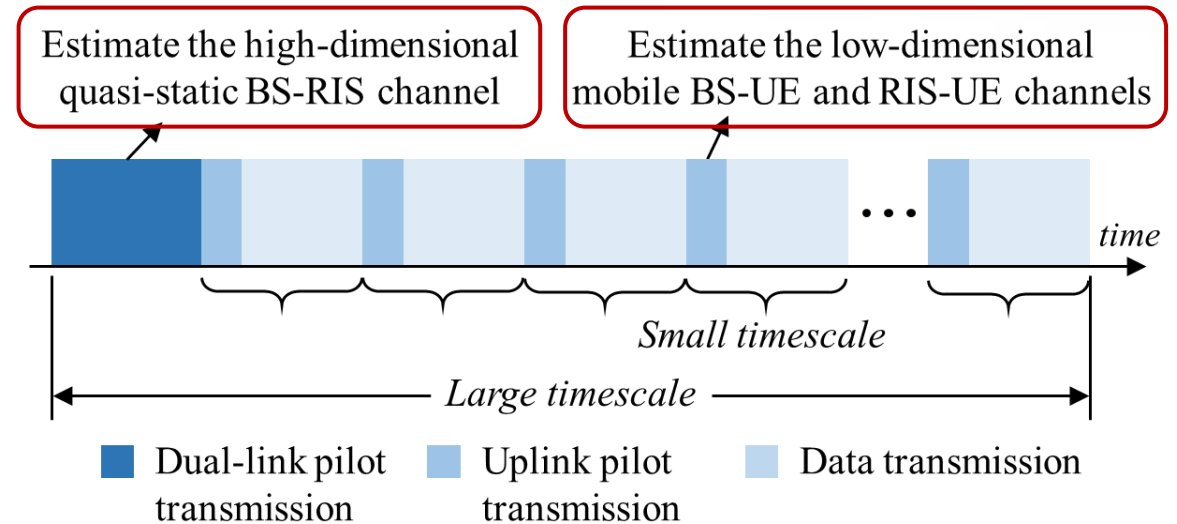 Estimate the high-dimensional
quasi-static BS-RIS channel
Estimate the low-dimensional
mobile BS-UE and RIS-UE channels
...
time
Small timescale
Large timescale
Dual-link pilot
transmission
Uplink pilot
transmission
Data transmission